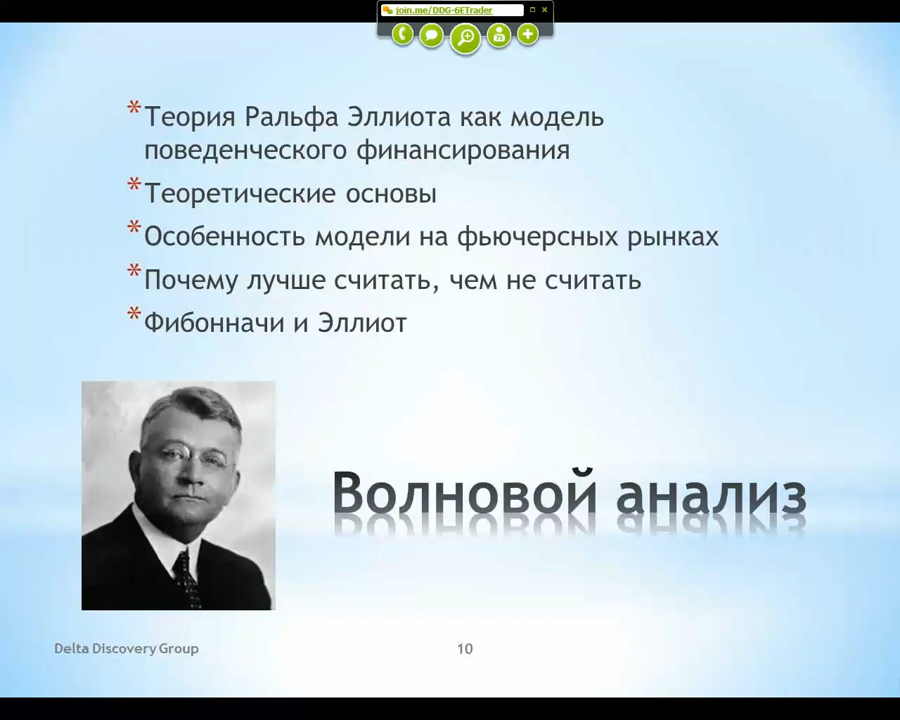 join.me/DDG-6ETrader
* Теория Ральфа Эллиота как модель
поведенческого финансирования
* Теоретические основы
* Особенность модели на фьючерсных рынках
* Почему лучше считать, чем не считать
* Фибонначи и Эллиот
Волновой анализ
Delta Discovery Group
10